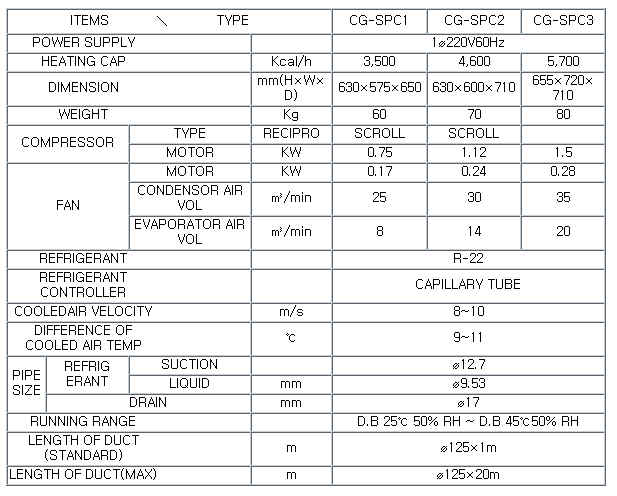 ITEMS \ TYPE CG-SPC1 CG-SPC2 CG-SPC3
POWER SUPPLY 1ø220V60Hz
HEATING CAP Kcal/h 3,500 4,600 5,700
DIMENSION mm(H×W×D) 630×575×650 630×600×710 655×720×710
WEIGHT Kg 60 70 80
COMPRESSOR TYPE RECIPRO SCROLL SCROLL
MOTOR KW 0.75 1.12 1.5
FAN MOTOR KW 0.17 0.24 0.28
CONDENSOR AIR VOL ㎥/min 25 30 35
EVAPORATOR AIR VOL ㎥/min 8 14 20
REFRIGERANT R-22
REFRIGERANT CONTROLLER CAPILLARY TUBE
COOLEDAIR VELOCITY m/s 8~10
DIFFERENCE OF COOLED AIR TEMP ℃ 9~11
PIPE SIZE REFRIGERANT SUCTION ø12.7
LIQUID mm ø9.53
DRAIN mm ø17
RUNNING RANGE D.B 25℃ 50% RH ~ D.B 45℃50% RH
LENGTH OF DUCT (STANDARD) m ø125×1m
LENGTH OF DUCT(MAX) m ø125×20m